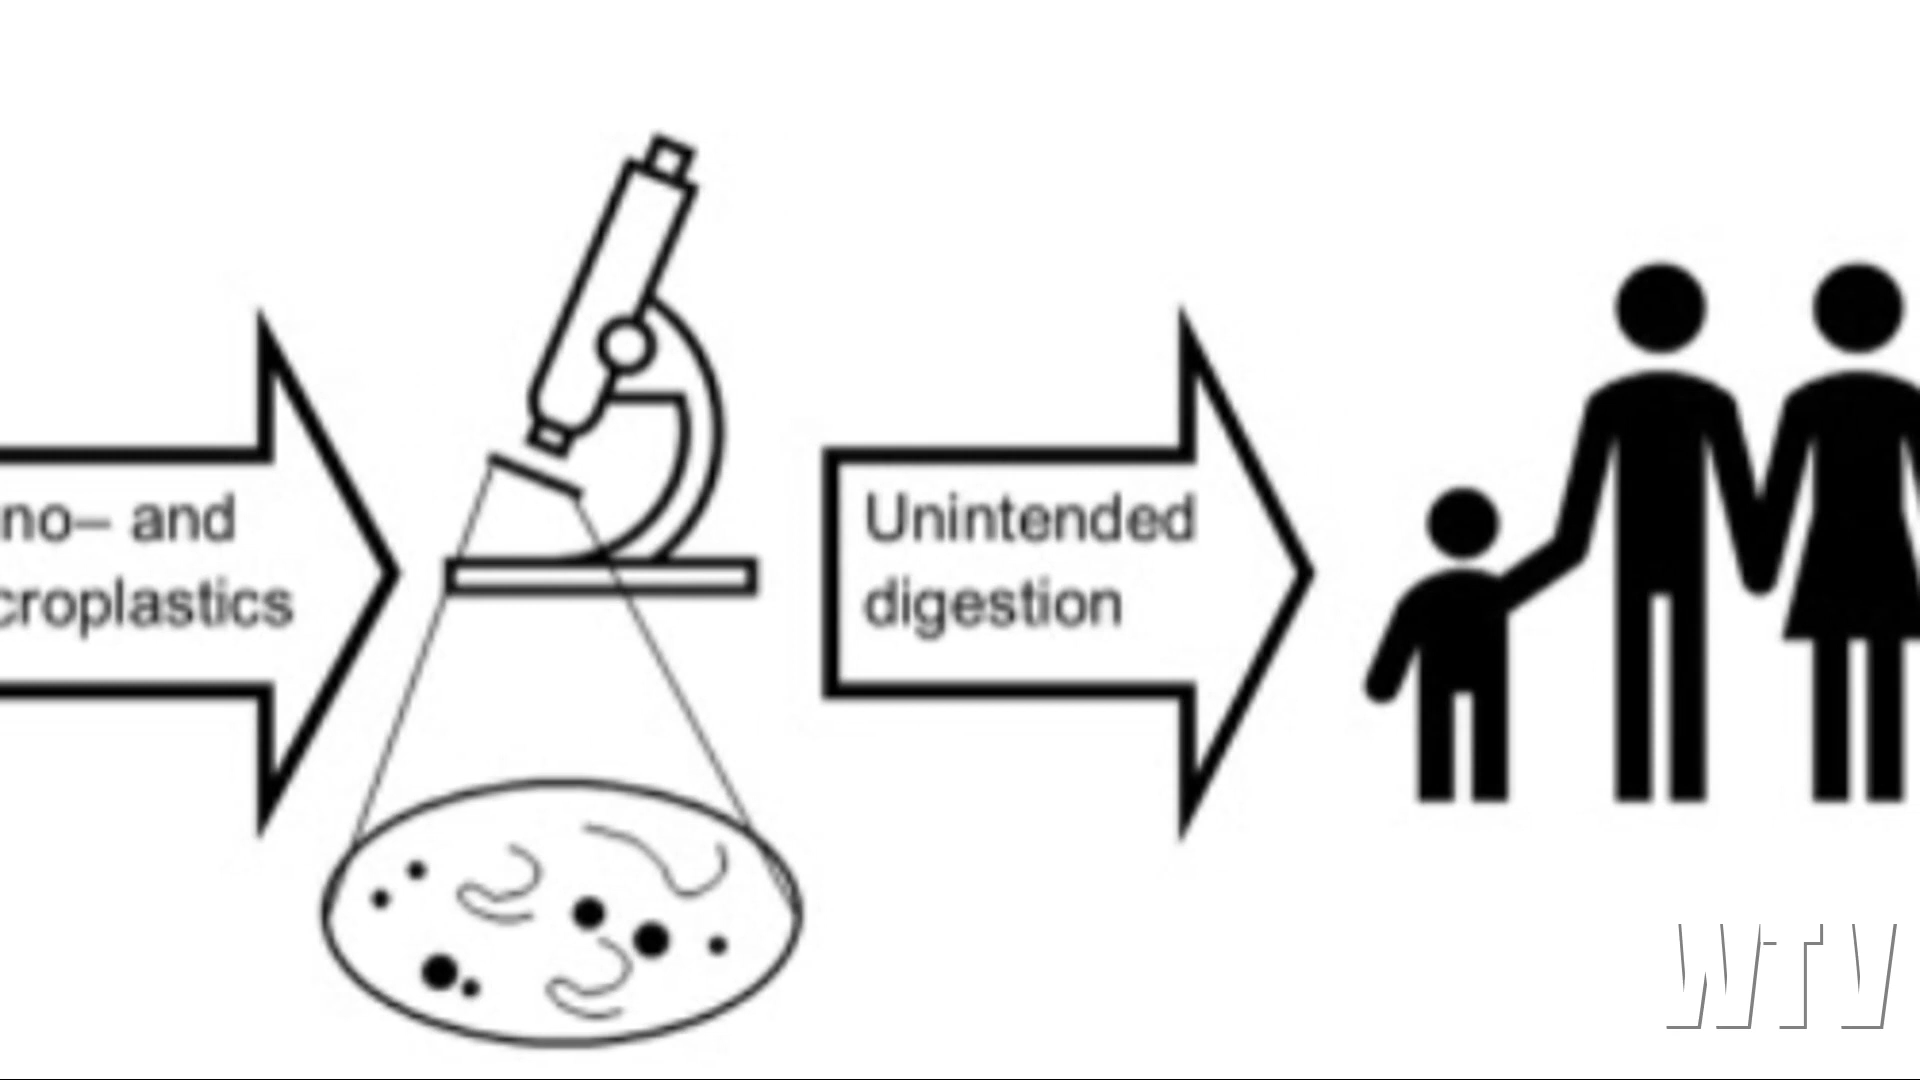 no– and
croplastics
Unintended
digestion
WTV